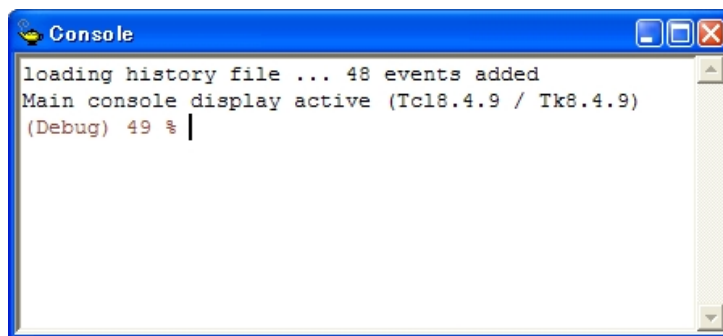 Console
loading history file ... 48 events added
Main console display active (Tcl8.4.9 / Tk8.4.9)
(Debug) 49 %